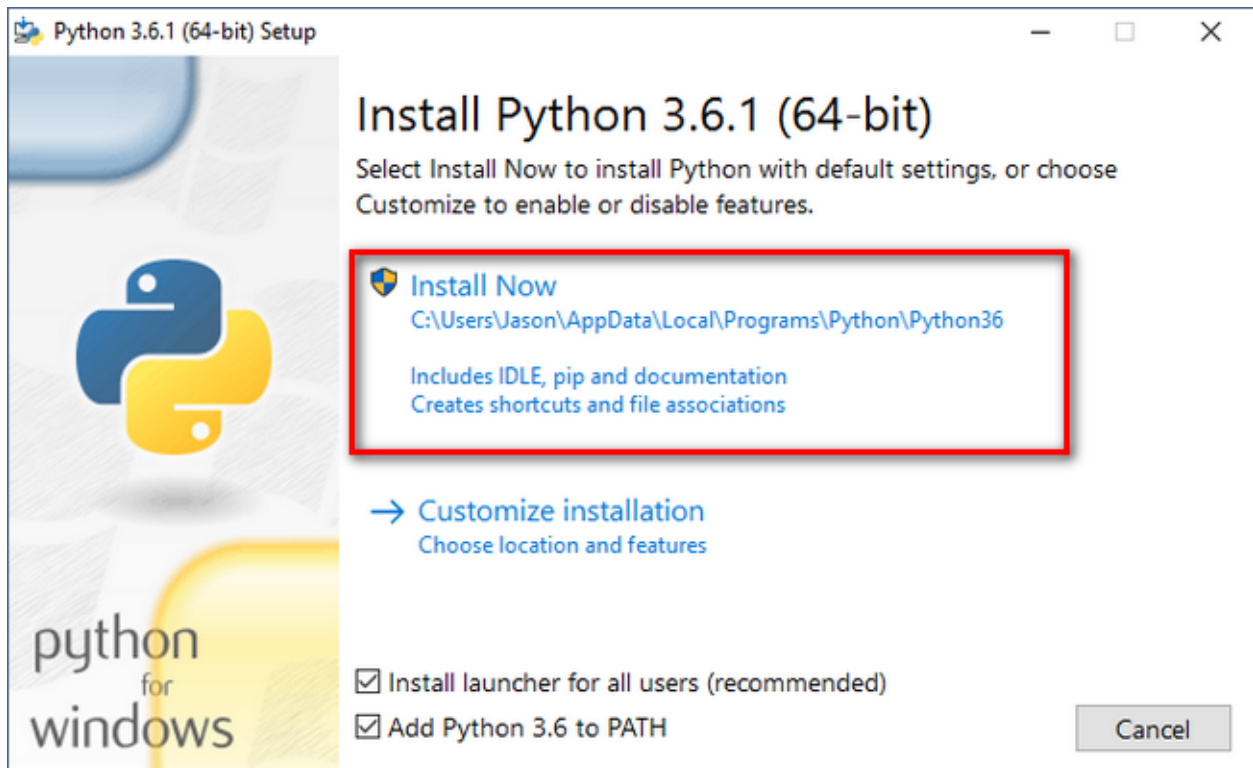 Python 3.6.1 (64-bit) Setup
Install Python 3.6.1 (64-bit)
Select Install Now to install Python with default settings, or choose
Customize to enable or disable features.
Install Now
C:\Users\Jason\AppData\Local\Programs\Python\Python36
Includes IDLE, pip and documentation
Creates shortcuts and file associations
Customize installation
Choose location and features
python
for
windows
Install launcher for all users (recommended)
Add Python 3.6 to PATH
Cancel